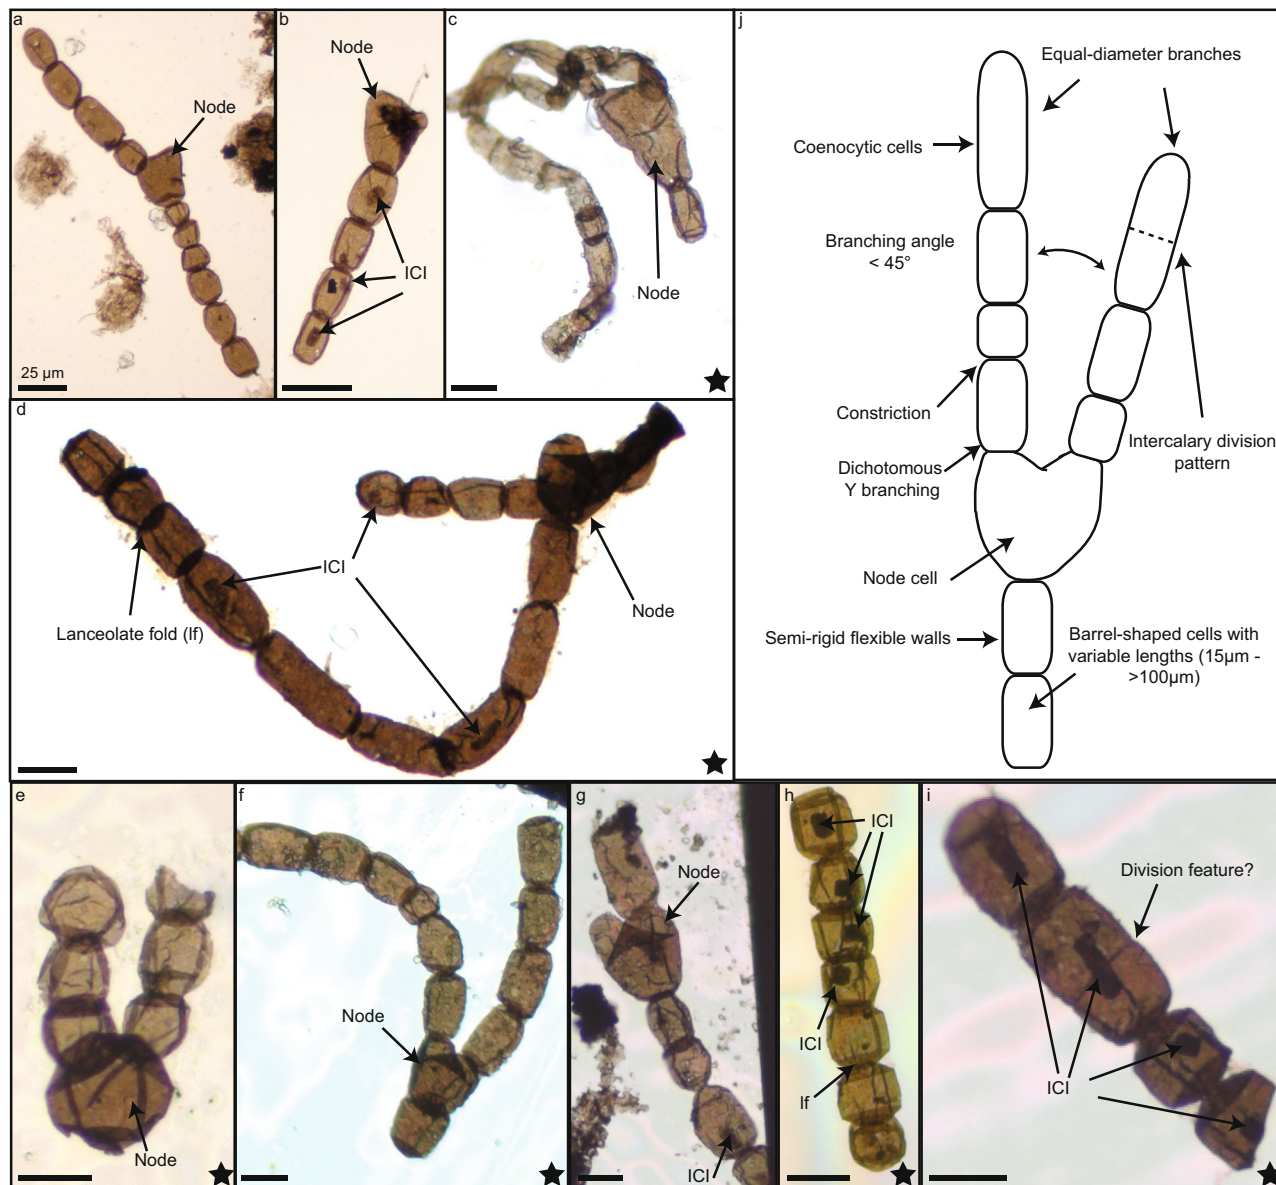 a
Node
25 µm
b
Node
ICI
c
Node
d
ICI
Lanceolate fold (lf)
Node
j
Equal-diameter branches
Coenocytic cells
Branching angle
< 45°
Constriction
Intercalary division
pattern
Dichotomous
Y branching
Node cell
Semi-rigid flexible walls
Barrel-shaped cells with
variable lengths (15µm -
>100µm)
e
Node
f
Node
g
Node
ICI
h
ICI
ICI
lf
i
Division feature?
ICI